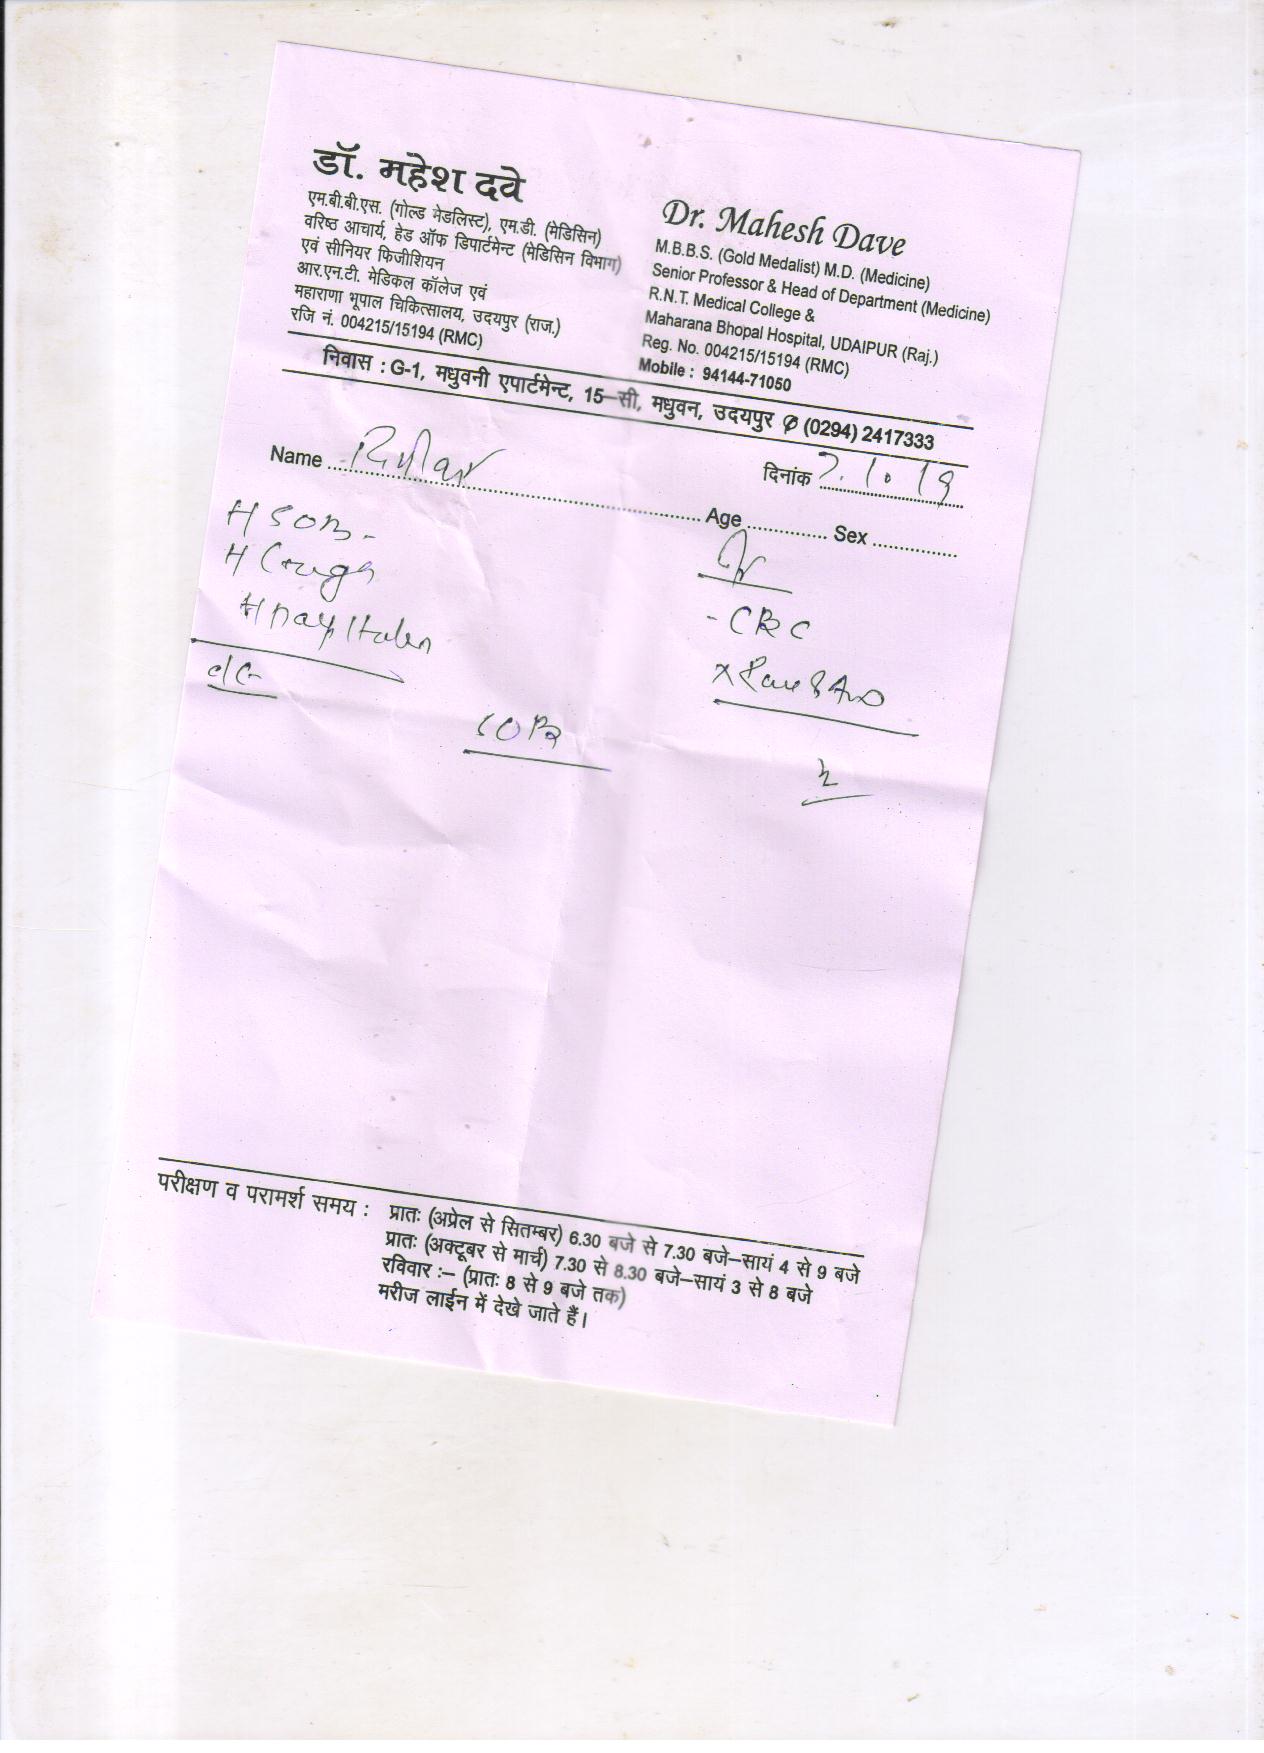 डॉ. महेश दवे
एम.बी.बी.एस. (गोल्ड मेडलिस्ट), एम.डी. (मेडिसिन)
वरिष्ठ आचार्य, हेड ऑफ डिपार्टमेन्ट (मेडिसिन विभाग)
एवं सीनियर फिजीशियन
आर.एन.टी. मेडिकल कॉलेज एवं
महाराणा भूपाल चिकित्सालय, उदयपुर (राज.)
रजि नं. 004215/15194 (RMC)
Dr. Mahesh Dave
M.B.B.S. (Gold Medalist) M.D. (Medicine)
Senior Professor & Head of Department (Medicine)
R.N.T. Medical College &
Maharana Bhopal Hospital, UDAIPUR (Raj.)
Reg. No. 004215/15194 (RMC)
Mobile : 94144-71050
निवास : G-1, मधुवनी एपार्टमेन्ट, 15-सी, मधुवन, उदयपुर ✆ (0294) 2417333
दिनांक 7.10.19
Name Age Sex
H SOB -
H Cough
- CBC
परीक्षण व परामर्श समय : प्रातः (अप्रेल से सितम्बर) 6.30 बजे से 7.30 बजे–सायं 4 से 9 बजे
प्रातः (अक्टूबर से मार्च) 7.30 से 8.30 बजे–सायं 3 से 8 बजे
रविवार :– (प्रातः 8 से 9 बजे तक)
मरीज लाईन में देखे जाते हैं।